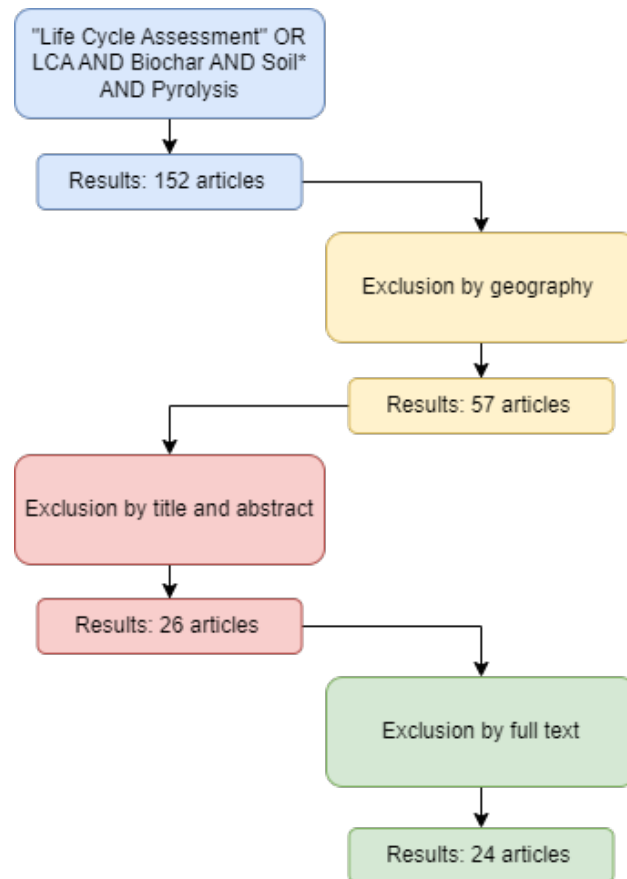 "Life Cycle Assessment" OR
LCA AND Biochar AND Soil*
AND Pyrolysis
Results: 152 articles
Exclusion by geography
Results: 57 articles
Exclusion by title and abstract
Results: 26 articles
Exclusion by full text
Results: 24 articles